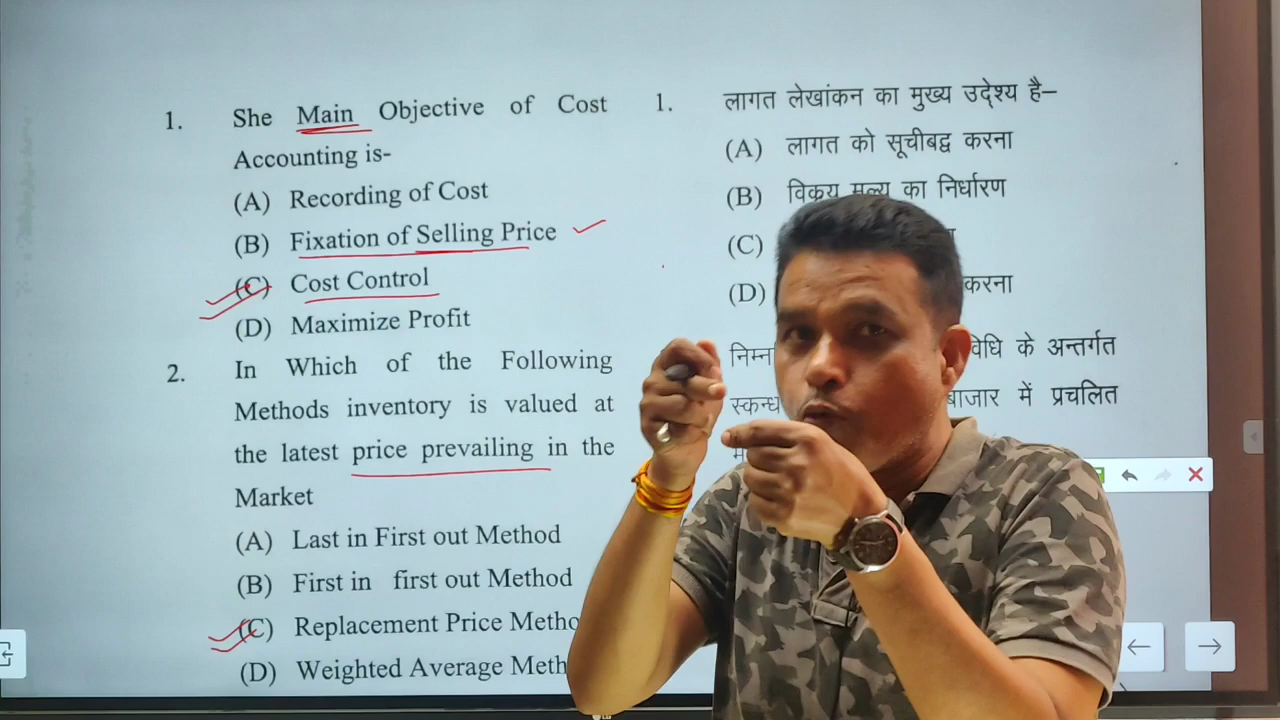 1. She Main Objective of Cost
Accounting is-
(A) Recording of Cost
(B) Fixation of Selling Price
(C) Cost Control
(D) Maximize Profit
2. In Which of the Following
Methods inventory is valued at
the latest price prevailing in the
Market
(A) Last in First out Method
(B) First in first out Method
(C) Replacement Price
(D) Weighted Average
1. लागत लेखांकन का मुख्य उद्देश्य है–
(A) लागत को सूचीबद्ध करना
(B) विक्रय मूल्य का निर्धारण
(C)
(D) करना
विधि के अन्तर्गत
बाजार में प्रचलित